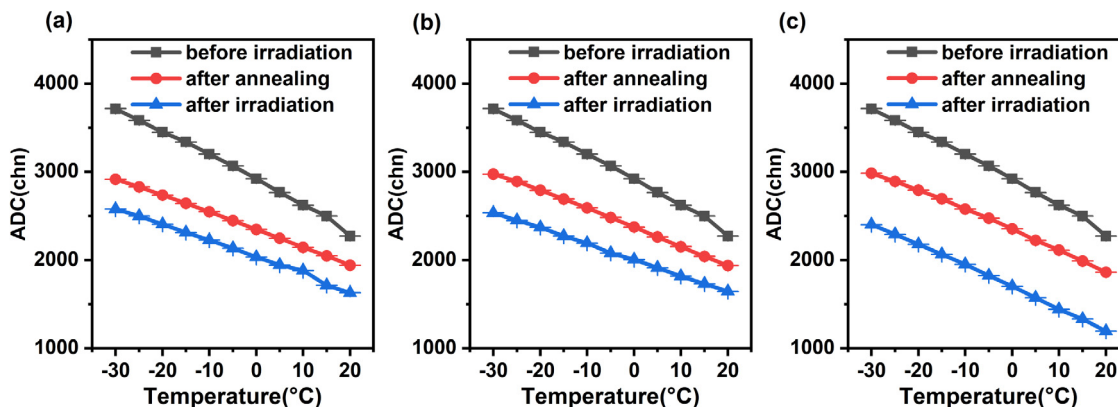 (a)
before irradiation
after annealing
after irradiation
4000
3000
2000
1000
ADC(chn)
-30 -20 -10 0 10 20
Temperature(°C)
(b)
before irradiation
after annealing
after irradiation
4000
3000
2000
1000
ADC(chn)
-30 -20 -10 0 10 20
Temperature(°C)
(c)
before irradiation
after annealing
after irradiation
4000
3000
2000
1000
ADC(chn)
-30 -20 -10 0 10 20
Temperature(°C)